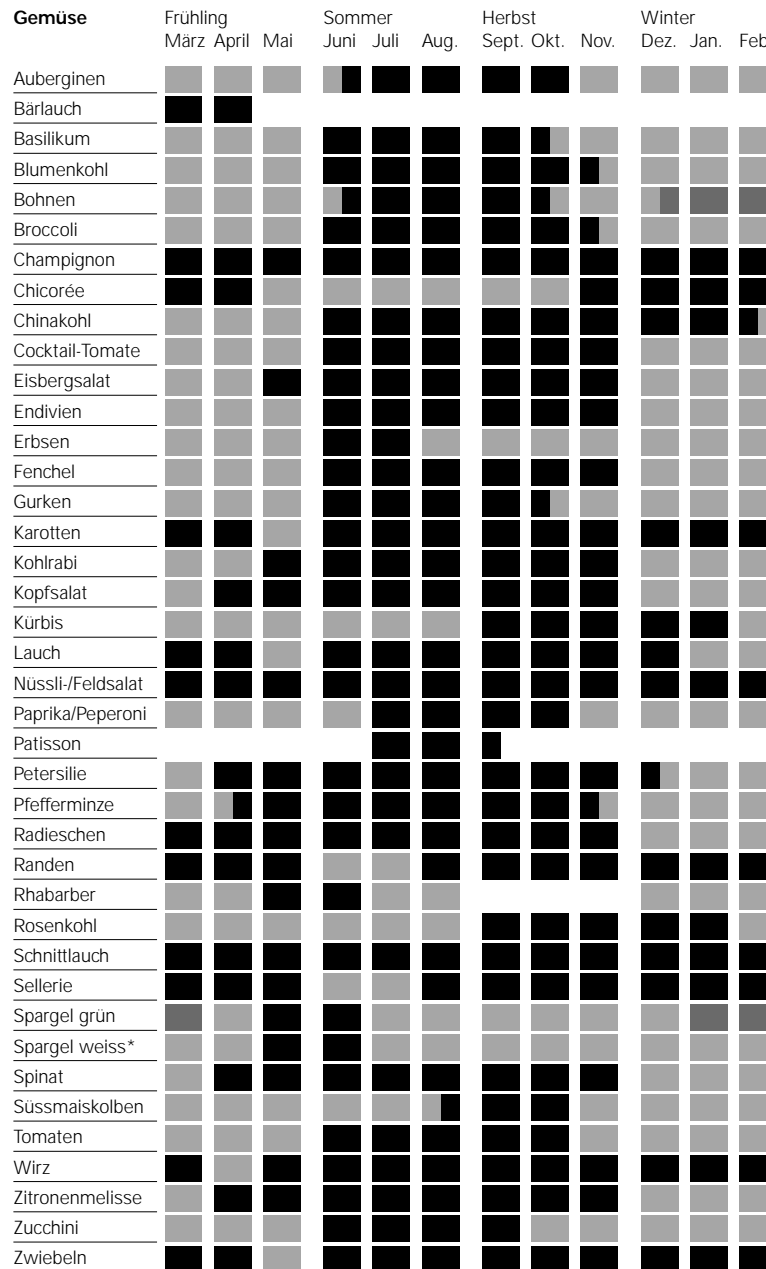 Gemüse Frühling Sommer Herbst Winter
März April Mai Juni Juli Aug. Sept. Okt. Nov. Dez. Jan. Feb
Auberginen
Bärlauch
Basilikum
Blumenkohl
Bohnen
Broccoli
Champignon
Chicorée
Chinakohl
Cocktail-Tomate
Eisbergsalat
Endivien
Erbsen
Fenchel
Gurken
Karotten
Kohlrabi
Kopfsalat
Kürbis
Lauch
Nüssli-/Feldsalat
Paprika/Peperoni
Patisson
Petersilie
Pfefferminze
Radieschen
Randen
Rhabarber
Rosenkohl
Schnittlauch
Sellerie
Spargel grün
Spargel weiss*
Spinat
Süssmaiskolben
Tomaten
Wirz
Zitronenmelisse
Zucchini
Zwiebeln